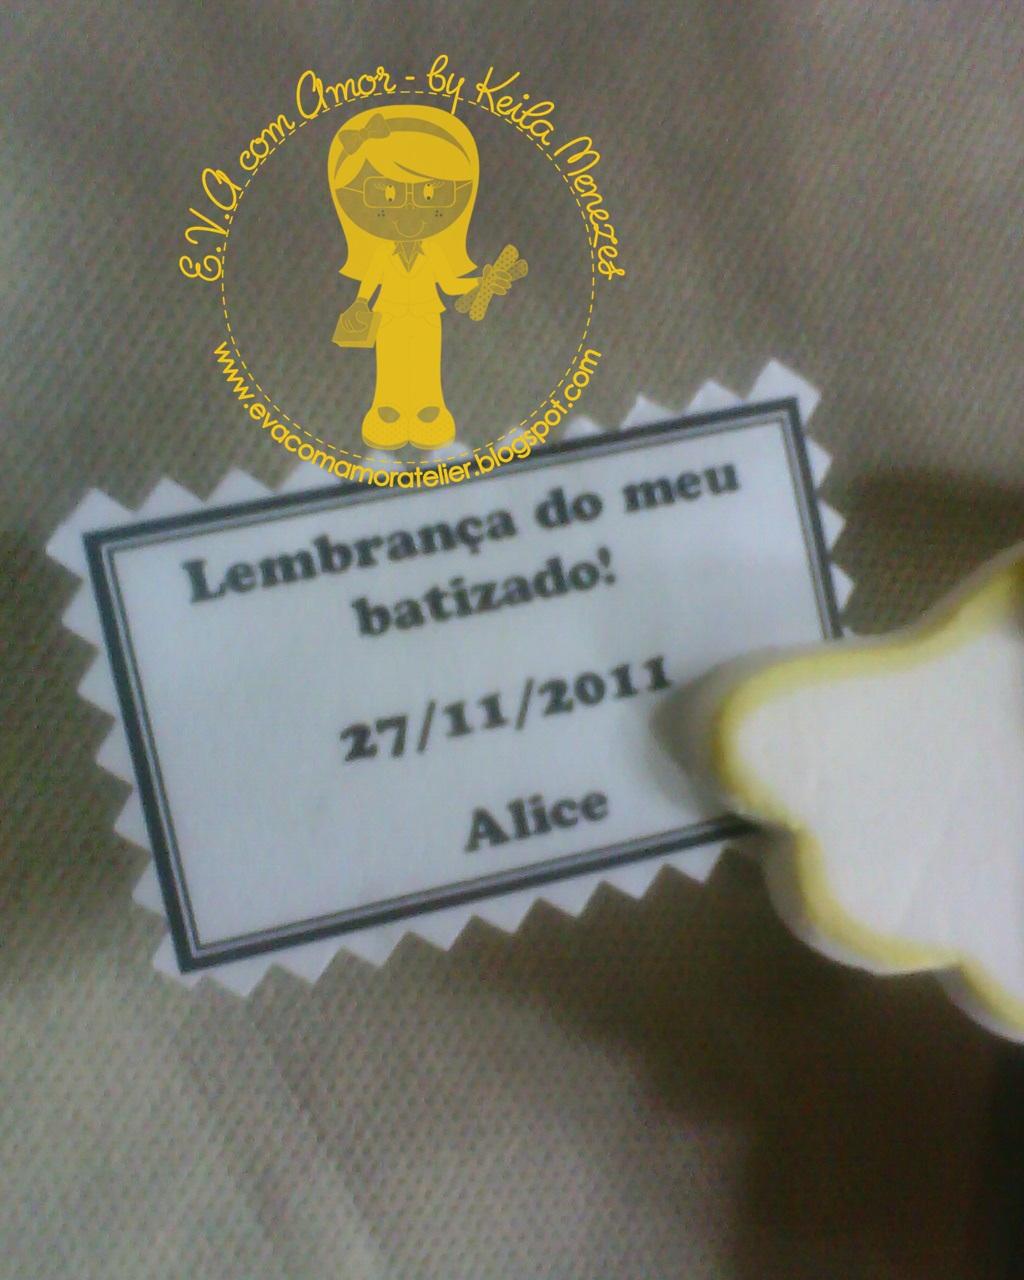 E.V.A com Amor - by Keila Menezes
www.evacomamoratelier.blogspot.com
Lembrança do meu
batizado!
27/11/2011
Alice